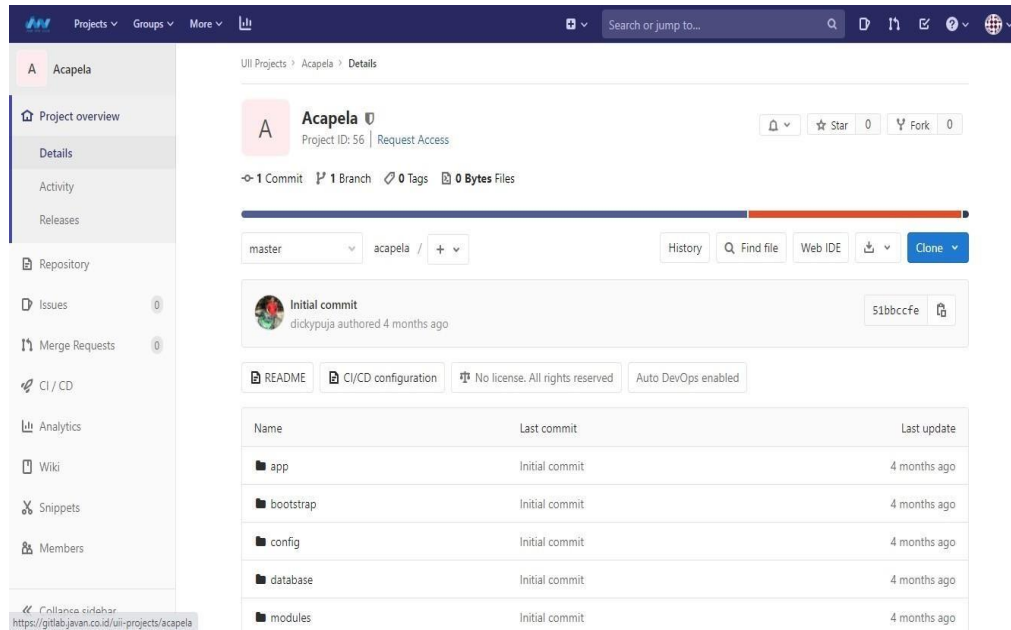 Projects Groups More Search or jump to...
A Acapela
Project overview
Details
Activity
Releases
Repository
Issues 0
Merge Requests 0
CI / CD
Analytics
Wiki
Snippets
Members
Collapse sidebar
https://gitlab.javan.co.id/uii-projects/acapela
UII Projects > Acapela > Details
A
Acapela
Project ID: 56 | Request Access
Star 0 Fork 0
1 Commit 1 Branch 0 Tags 0 Bytes Files
master acapela / + History Find file Web IDE Clone
Initial commit
dickypuja authored 4 months ago
51bbccfe
README CI/CD configuration No license. All rights reserved Auto DevOps enabled
Name Last commit Last update
app Initial commit 4 months ago
bootstrap Initial commit 4 months ago
config Initial commit 4 months ago
database Initial commit 4 months ago
modules Initial commit 4 months ago